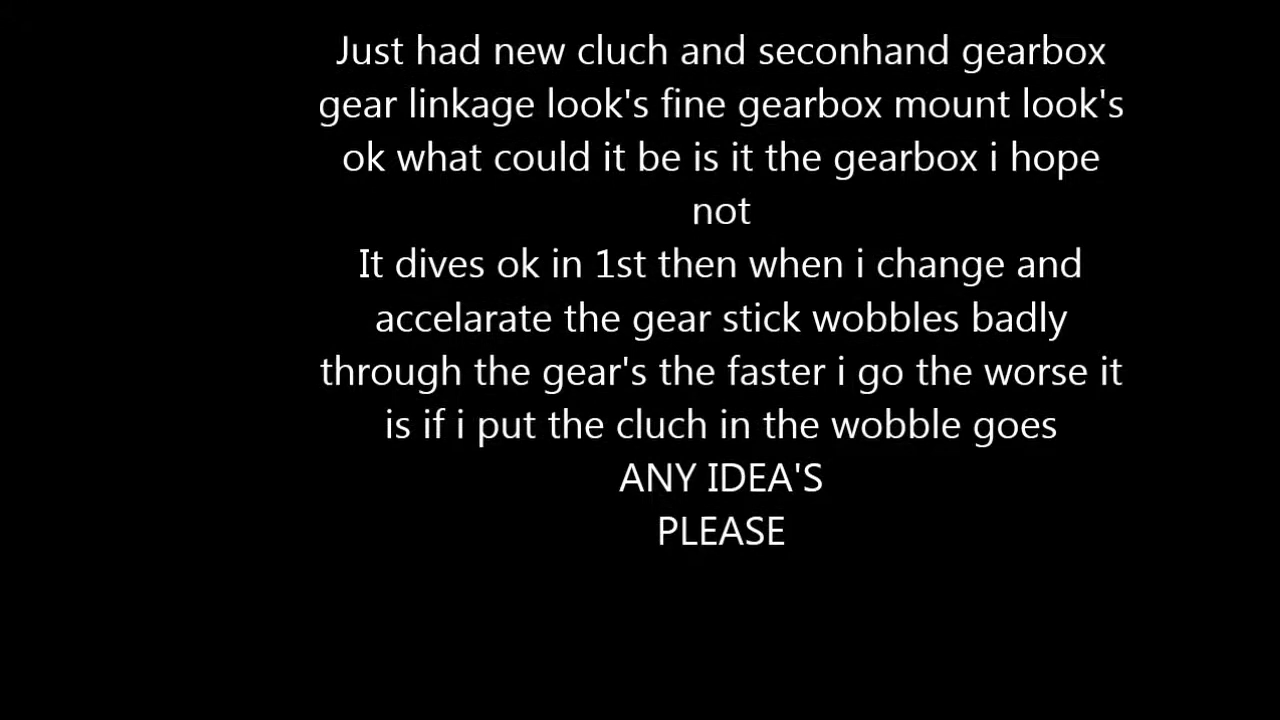 Just had new cluch and seconhand gearbox
gear linkage look's fine gearbox mount look's
ok what could it be is it the gearbox i hope
not
It dives ok in 1st then when i change and
accelarate the gear stick wobbles badly
through the gear's the faster i go the worse it
is if i put the cluch in the wobble goes
ANY IDEA'S
PLEASE